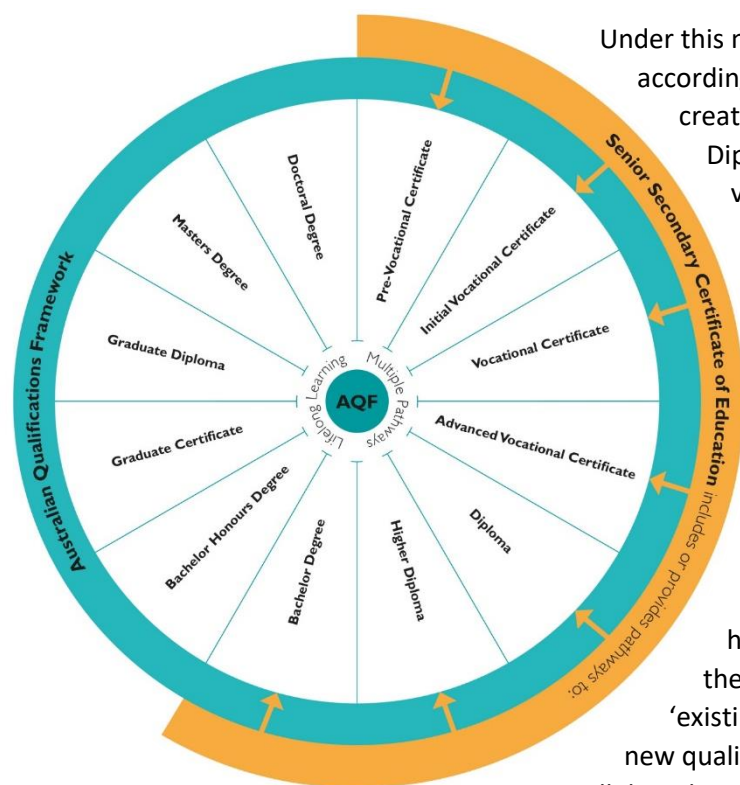 Under this
accordin
creat
Dip
v
Senior Secondary Certificate of Education includes or provides pathways to:
Australian Qualifications Framework
Doctoral Degree
Masters Degree
Graduate Diploma
Graduate Certificate
Bachelor Honours Degree
Bachelor Degree
Higher Diploma
Diploma
Advanced Vocational Certificate
Vocational Certificate
Initial Vocational Certificate
Pre-Vocational Certificate
Lifelong Learning
Multiple Pathways
AQF
h
the
‘existi
new quali